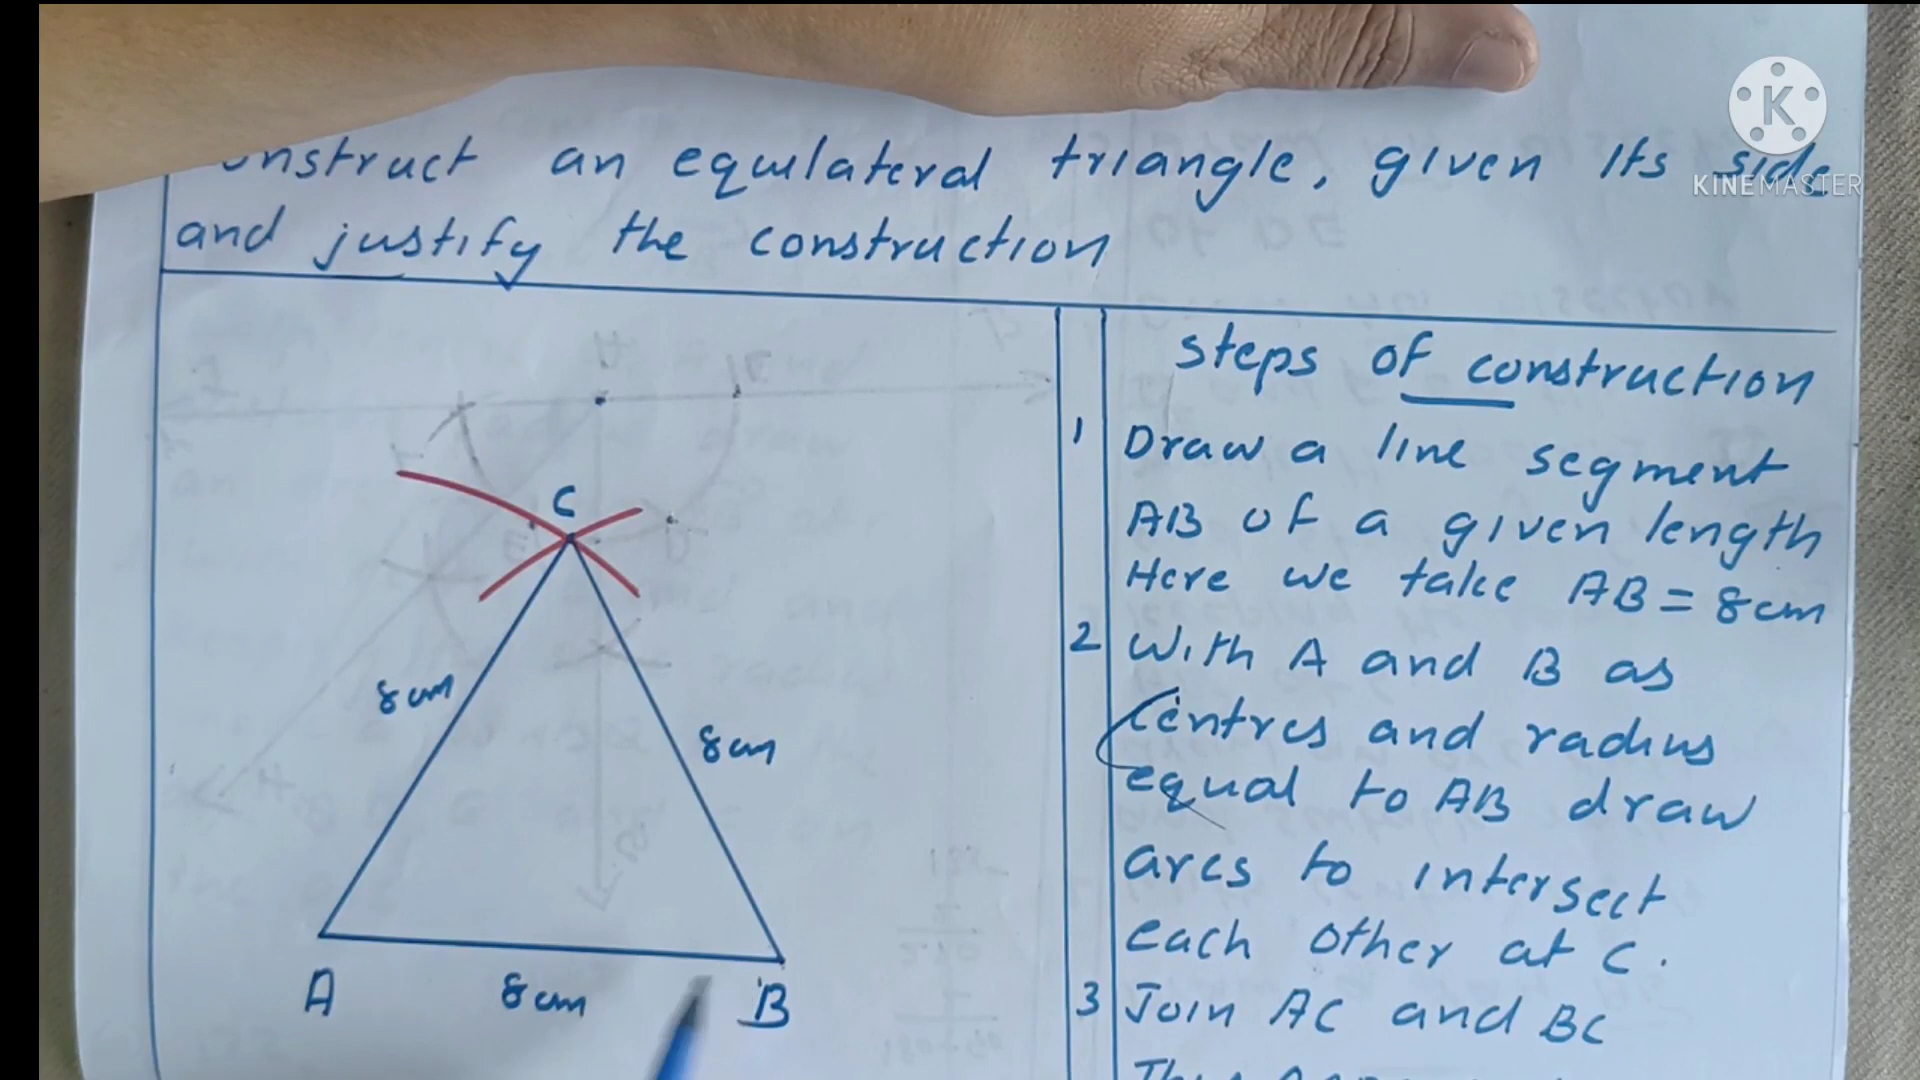 onstruct an equilateral triangle, given its side
and justify the construction
K
KINEMASTER
C
8cm
8cm
A
8cm
B
Steps of construction
1 Draw a line segment
AB of a given length
Here we take AB = 8cm
2 With A and B as
centres and radius
equal to AB draw
arcs to intersect
each other at C.
3 Join AC and BC